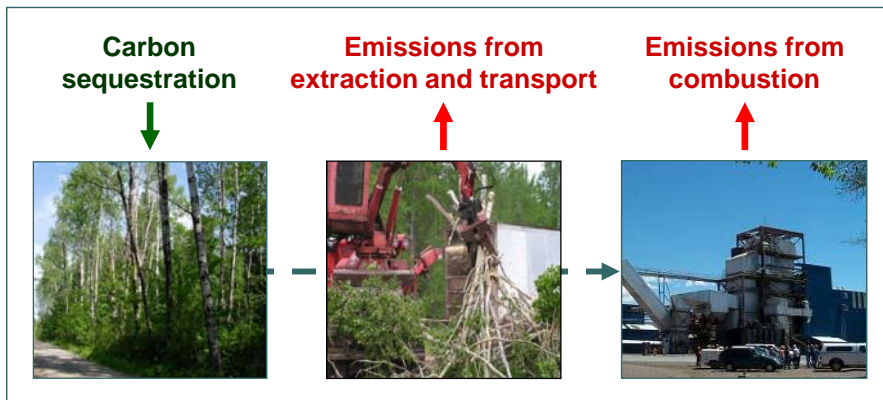 Carbon
sequestration
Emissions from
extraction and transport
Emissions from
combustion